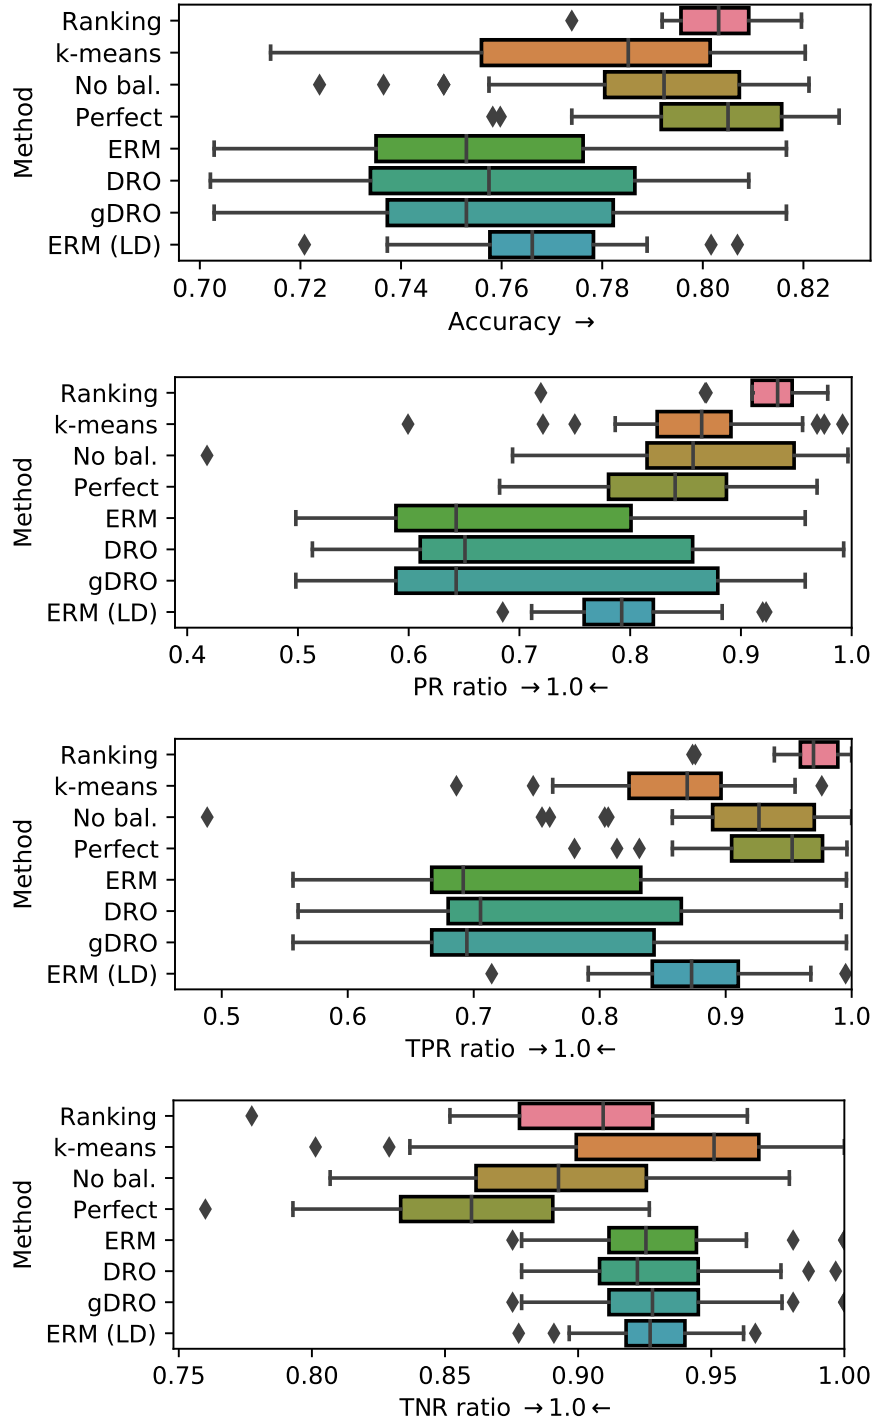 Ranking
k-means
No bal.
Perfect
ERM
DRO
gDRO
ERM (LD)
Method
0.70 0.72 0.74 0.76 0.78 0.80 0.82
Accuracy →
Ranking
k-means
No bal.
Perfect
ERM
DRO
gDRO
ERM (LD)
Method
0.4 0.5 0.6 0.7 0.8 0.9 1.0
PR ratio →1.0←
Ranking
k-means
No bal.
Perfect
ERM
DRO
gDRO
ERM (LD)
Method
0.5 0.6 0.7 0.8 0.9 1.0
TPR ratio →1.0←
Ranking
k-means
No bal.
Perfect
ERM
DRO
gDRO
ERM (LD)
Method
0.75 0.80 0.85 0.90 0.95 1.00
TNR ratio →1.0←